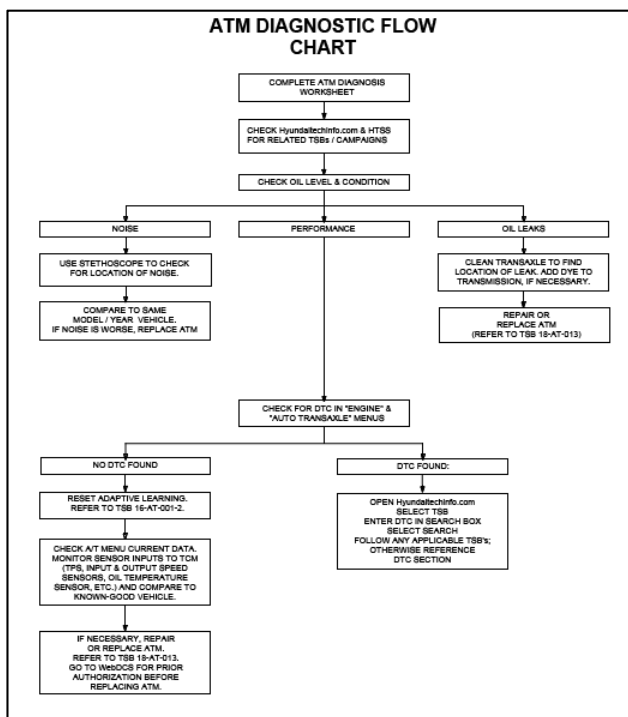 ATM DIAGNOSTIC FLOW
CHART
COMPLETE ATM DIAGNOSIS
WORKSHEET
CHECK Hyundaitechinfo.com & HTSS
FOR RELATED TSBs / CAMPAIGNS
CHECK OIL LEVEL & CONDITION
NOISE
USE STETHOSCOPE TO CHECK
FOR LOCATION OF NOISE.
COMPARE TO SAME
MODEL / YEAR VEHICLE.
IF NOISE IS WORSE, REPLACE ATM
PERFORMANCE
OIL LEAKS
CLEAN TRANSAXLE TO FIND
LOCATION OF LEAK. ADD DYE TO
TRANSMISSION, IF NECESSARY.
REPAIR OR
REPLACE ATM
(REFER TO TSB 18-AT-013)
CHECK FOR DTC IN "ENGINE" &
"AUTO TRANSAXLE" MENUS
NO DTC FOUND
RESET ADAPTIVE LEARNING.
REFER TO TSB 16-AT-001-2.
CHECK A/T MENU CURRENT DATA.
MONITOR SENSOR INPUTS TO TCM
(TPS, INPUT & OUTPUT SPEED
SENSORS, OIL TEMPERATURE
SENSOR, ETC.) AND COMPARE TO
KNOWN-GOOD VEHICLE.
IF NECESSARY, REPAIR
OR REPLACE ATM.
REFER TO TSB 18-AT-013.
GO TO WebDCS FOR PRIOR
AUTHORIZATION BEFORE
REPLACING ATM.
DTC FOUND:
OPEN Hyundaitechinfo.com
SELECT TSB
ENTER DTC IN SEARCH BOX
SELECT SEARCH
FOLLOW ANY APPLICABLE TSB's;
OTHERWISE REFERENCE
DTC SECTION